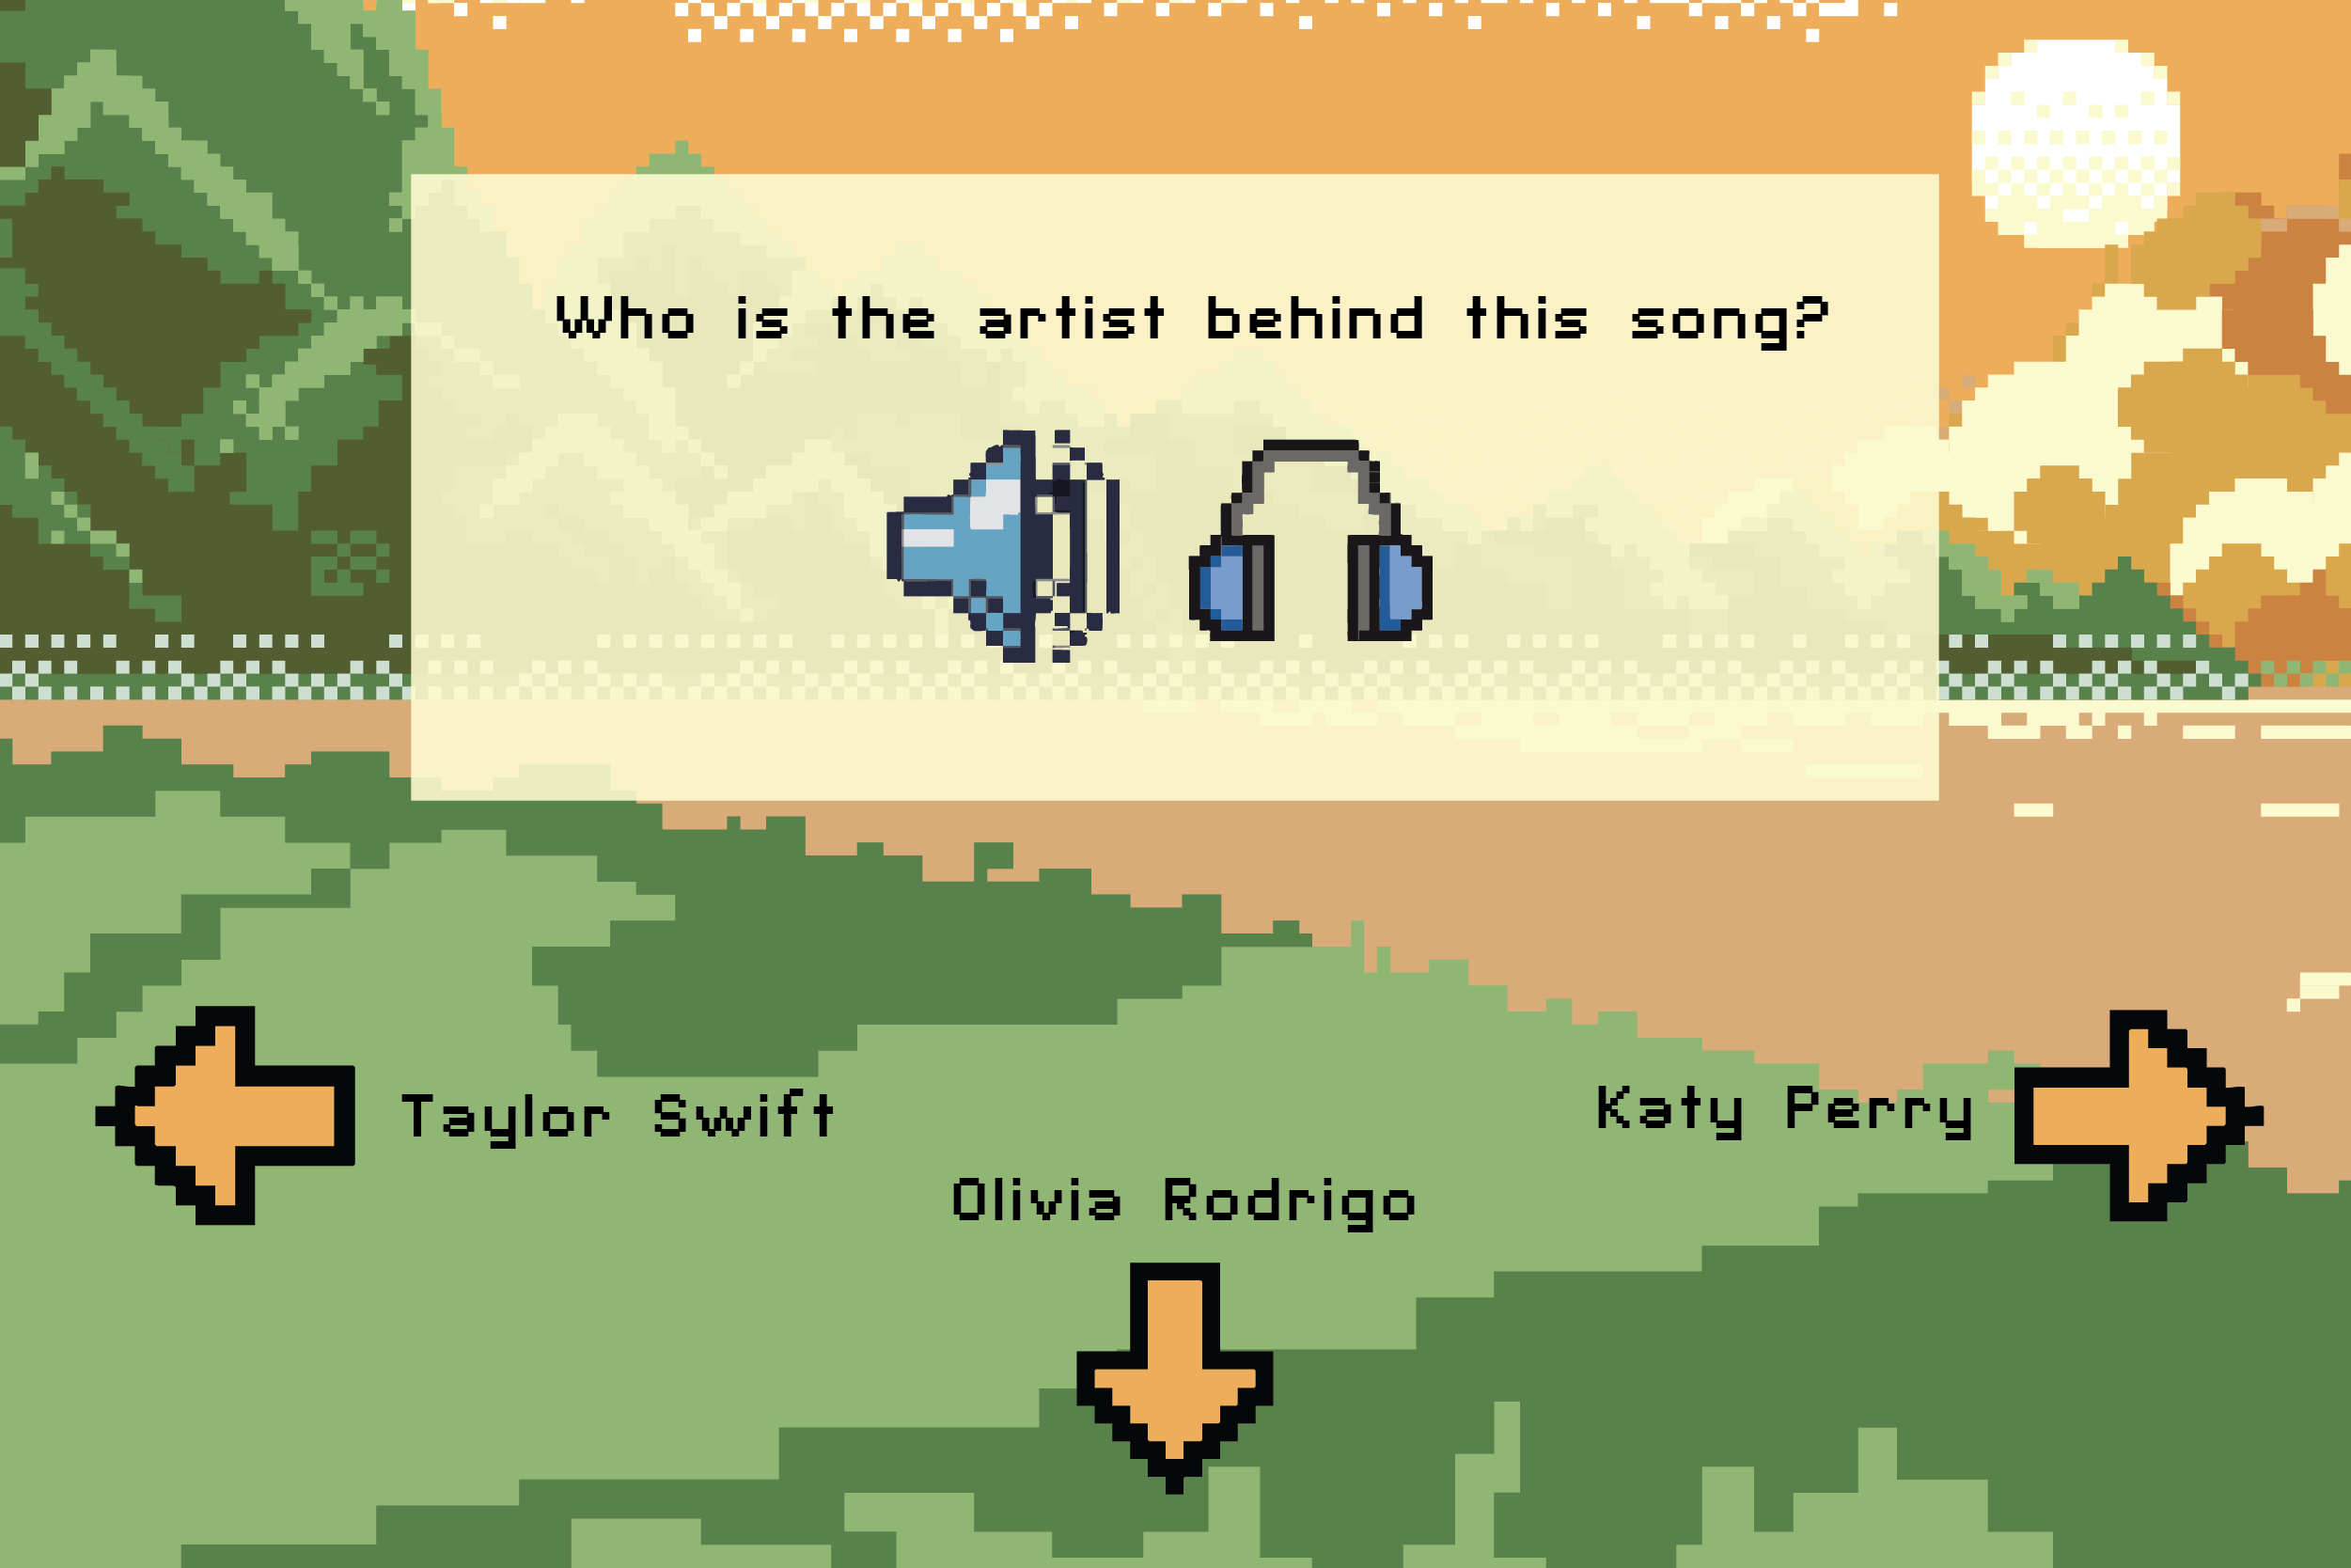 Who is the artist behind this song?
Taylor Swift
Katy Perry
Olivia Rodrigo